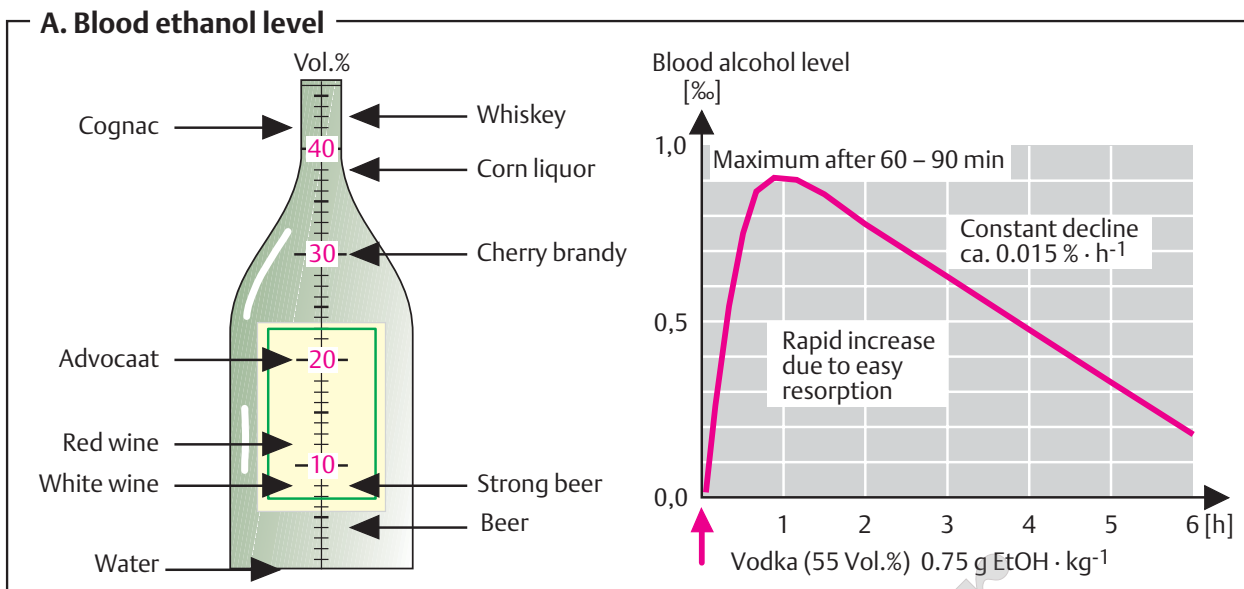 A. Blood ethanol level
Vol.%
Cognac
Whiskey
40
Corn liquor
30
Cherry brandy
Advocaat
20
Red wine
10
White wine
Strong beer
Beer
Water
Blood alcohol level
[‰]
1,0
Maximum after 60 – 90 min
Constant decline
ca. 0.015 % · h-1
0,5
Rapid increase
due to easy
resorption
0,0
1 2 3 4 5 6 [h]
Vodka (55 Vol.%) 0.75 g EtOH · kg-1